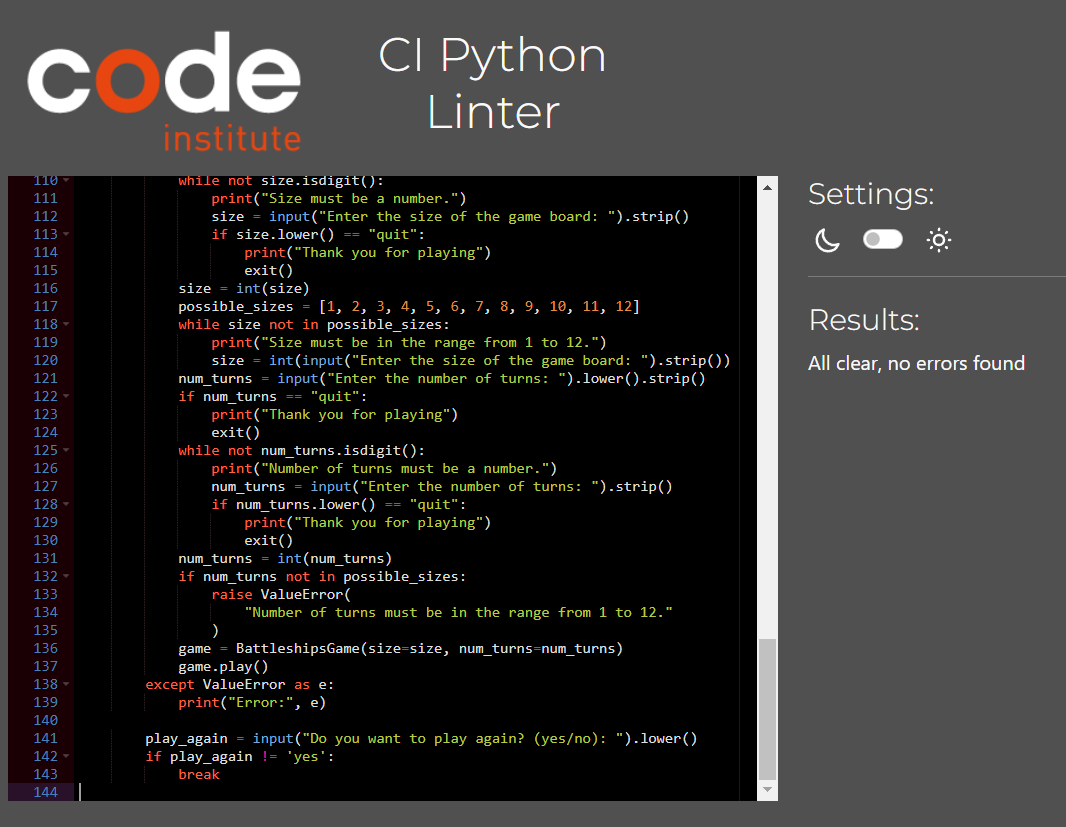 code
institute
CI Python
Linter
110 while not size.isdigit():
111 print("Size must be a number.")
112 size = input("Enter the size of the game board: ").strip()
113 if size.lower() == "quit":
114 print("Thank you for playing")
115 exit()
116 size = int(size)
117 possible_sizes = [1, 2, 3, 4, 5, 6, 7, 8, 9, 10, 11, 12]
118 while size not in possible_sizes:
119 print("Size must be in the range from 1 to 12.")
120 size = int(input("Enter the size of the game board: ").strip())
121 num_turns = input("Enter the number of turns: ").lower().strip()
122 if num_turns == "quit":
123 print("Thank you for playing")
124 exit()
125 while not num_turns.isdigit():
126 print("Number of turns must be a number.")
127 num_turns = input("Enter the number of turns: ").strip()
128 if num_turns.lower() == "quit":
129 print("Thank you for playing")
130 exit()
131 num_turns = int(num_turns)
132 if num_turns not in possible_sizes:
133 raise ValueError(
134 "Number of turns must be in the range from 1 to 12."
135 )
136 game = BattleshipsGame(size=size, num_turns=num_turns)
137 game.play()
138 except ValueError as e:
139 print("Error:", e)
140
141 play_again = input("Do you want to play again? (yes/no): ").lower()
142 if play_again != 'yes':
143 break
144
Settings:
Results:
All clear, no errors found